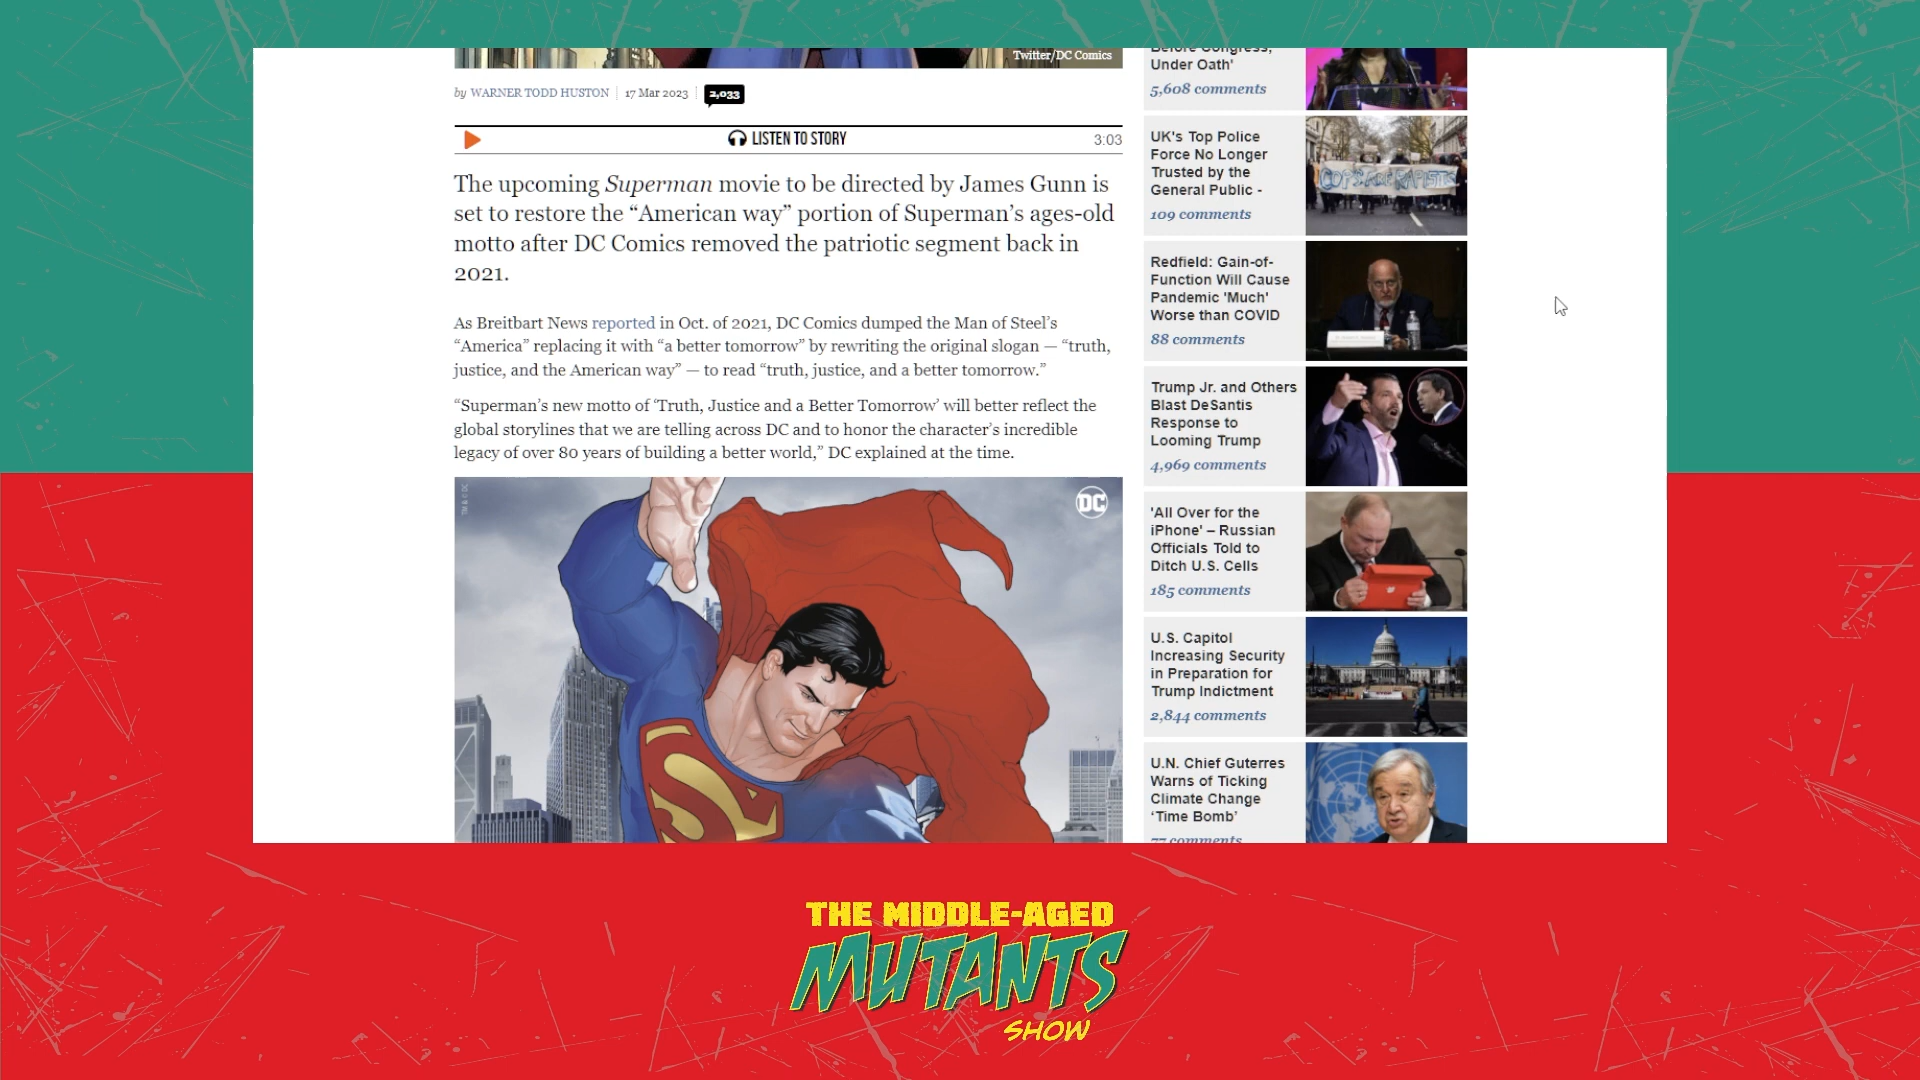 Twitter/DC Comics
by WARNER TODD HUSTON 17 Mar 2023 2,033
LISTEN TO STORY 3:03
The upcoming Superman movie to be directed by James Gunn is
set to restore the “American way” portion of Superman’s ages-old
motto after DC Comics removed the patriotic segment back in
2021.
As Breitbart News reported in Oct. of 2021, DC Comics dumped the Man of Steel’s
“America” replacing it with “a better tomorrow” by rewriting the original slogan — “truth,
justice, and the American way” — to read “truth, justice, and a better tomorrow.”
“Superman’s new motto of ‘Truth, Justice and a Better Tomorrow’ will better reflect the
global storylines that we are telling across DC and to honor the character’s incredible
legacy of over 80 years of building a better world,” DC explained at the time.
TM & © DC
DC
S
Before Congress,
Under Oath'
5,608 comments
UK's Top Police
Force No Longer
Trusted by the
General Public -
109 comments
COPS ARE RAPISTS
Redfield: Gain-of-
Function Will Cause
Pandemic 'Much'
Worse than COVID
88 comments
Trump Jr. and Others
Blast DeSantis
Response to
Looming Trump
4,969 comments
'All Over for the
iPhone' – Russian
Officials Told to
Ditch U.S. Cells
185 comments
U.S. Capitol
Increasing Security
in Preparation for
Trump Indictment
2,844 comments
U.N. Chief Guterres
Warns of Ticking
Climate Change
‘Time Bomb’
77 comments
THE MIDDLE-AGED
MUTANTS
SHOW